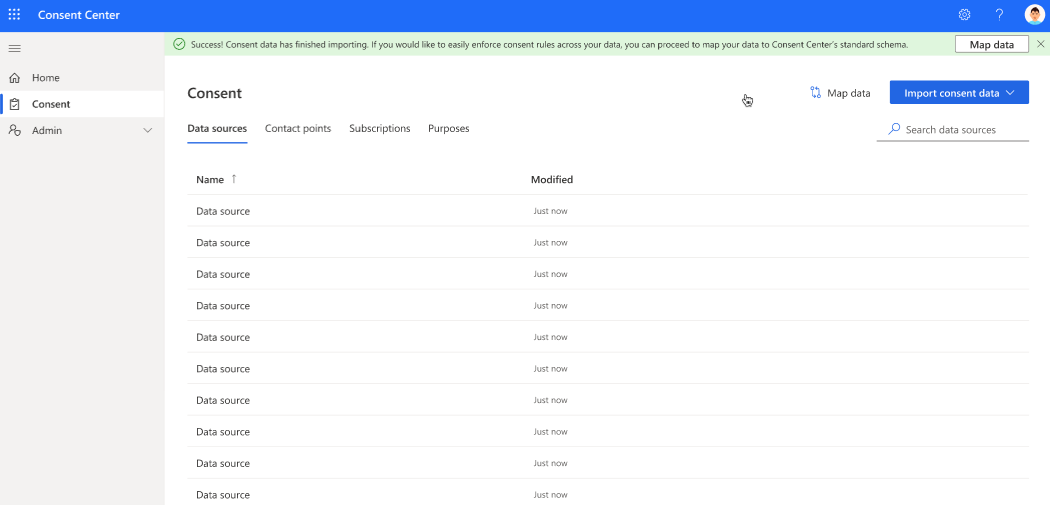 Consent Center
Success! Consent data has finished importing. If you would like to easily enforce consent rules across your data, you can proceed to map your data to Consent Center's standard schema.
Map data
Home
Consent
Admin
Consent
Map data
Import consent data
Data sources
Contact points
Subscriptions
Purposes
Search data sources
Name
Modified
Data source
Just now
Data source
Just now
Data source
Just now
Data source
Just now
Data source
Just now
Data source
Just now
Data source
Just now
Data source
Just now
Data source
Just now
Data source
Just now